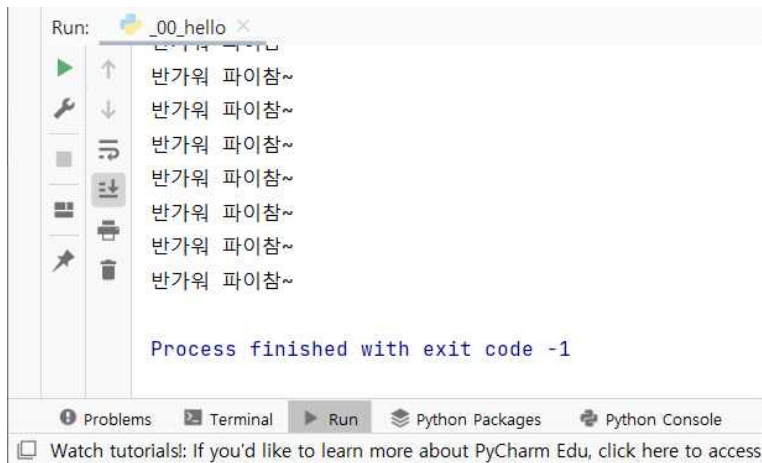 Run: _00_hello
반가워 파이참~
반가워 파이참~
반가워 파이참~
반가워 파이참~
반가워 파이참~
반가워 파이참~
반가워 파이참~
Process finished with exit code -1
Problems Terminal Run Python Packages Python Console
Watch tutorials!: If you'd like to learn more about PyCharm Edu, click here to access